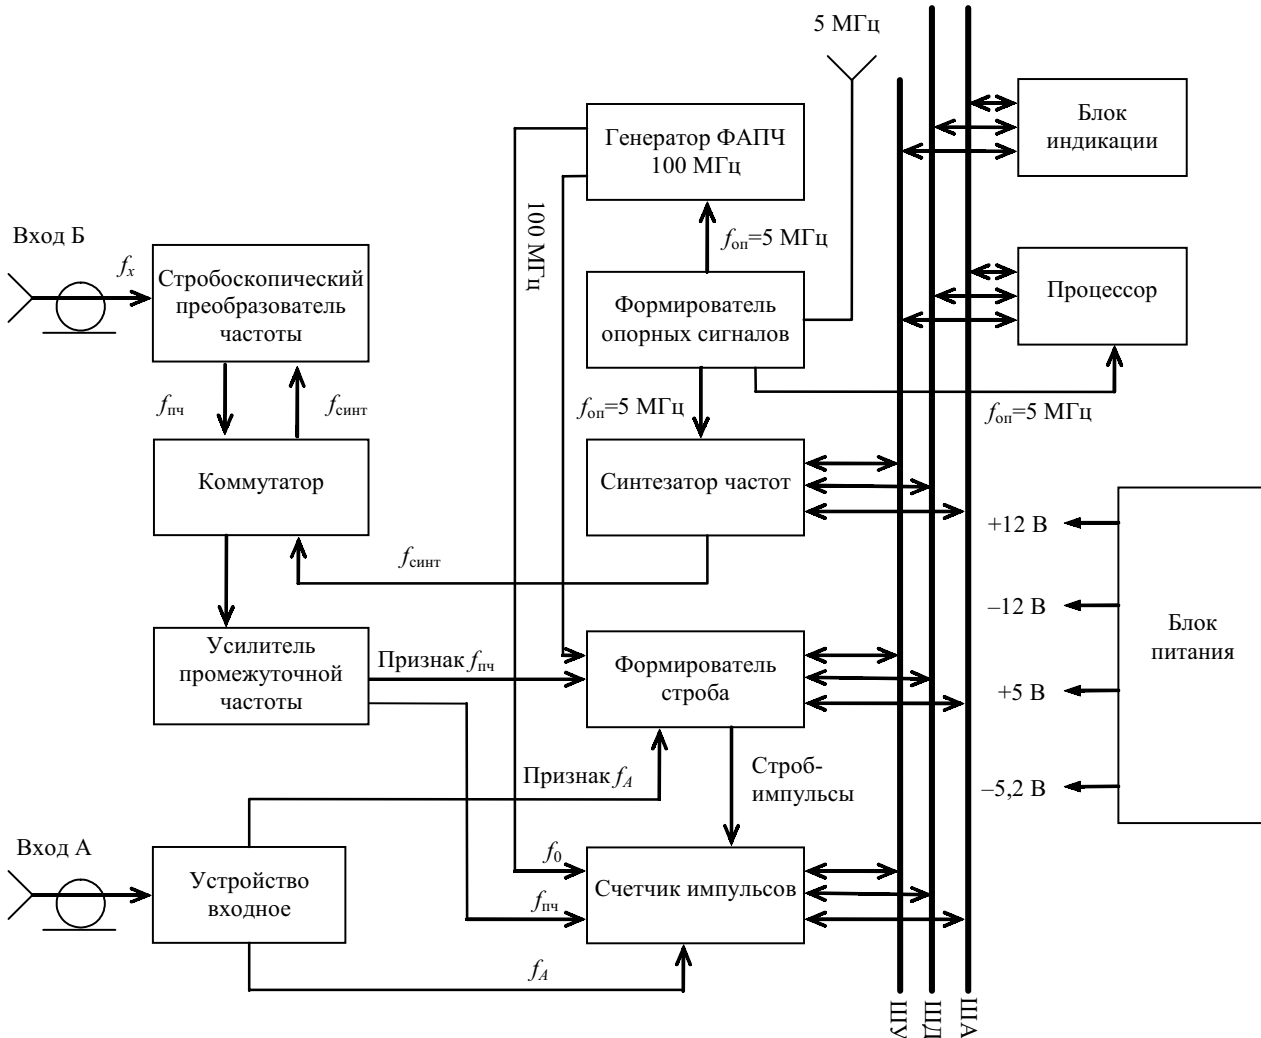 5 МГц
Генератор ФАПЧ
100 МГц
Блок
индикации
100 МГц
Вход Б
fx
Стробоскопический
преобразователь
частоты
fоп=5 МГц
Формирователь
опорных сигналов
Процессор
fпч
fсинт
fоп=5 МГц
fоп=5 МГц
Коммутатор
Синтезатор частот
+12 В
–12 В
+5 В
–5,2 В
Блок
питания
fсинт
Усилитель
промежуточной
частоты
Признак fпч
Формирователь
строба
Признак fA
Строб-
импульсы
Вход А
Устройство
входное
f0
fпч
Счетчик импульсов
fA
ШУ
ШД
ША